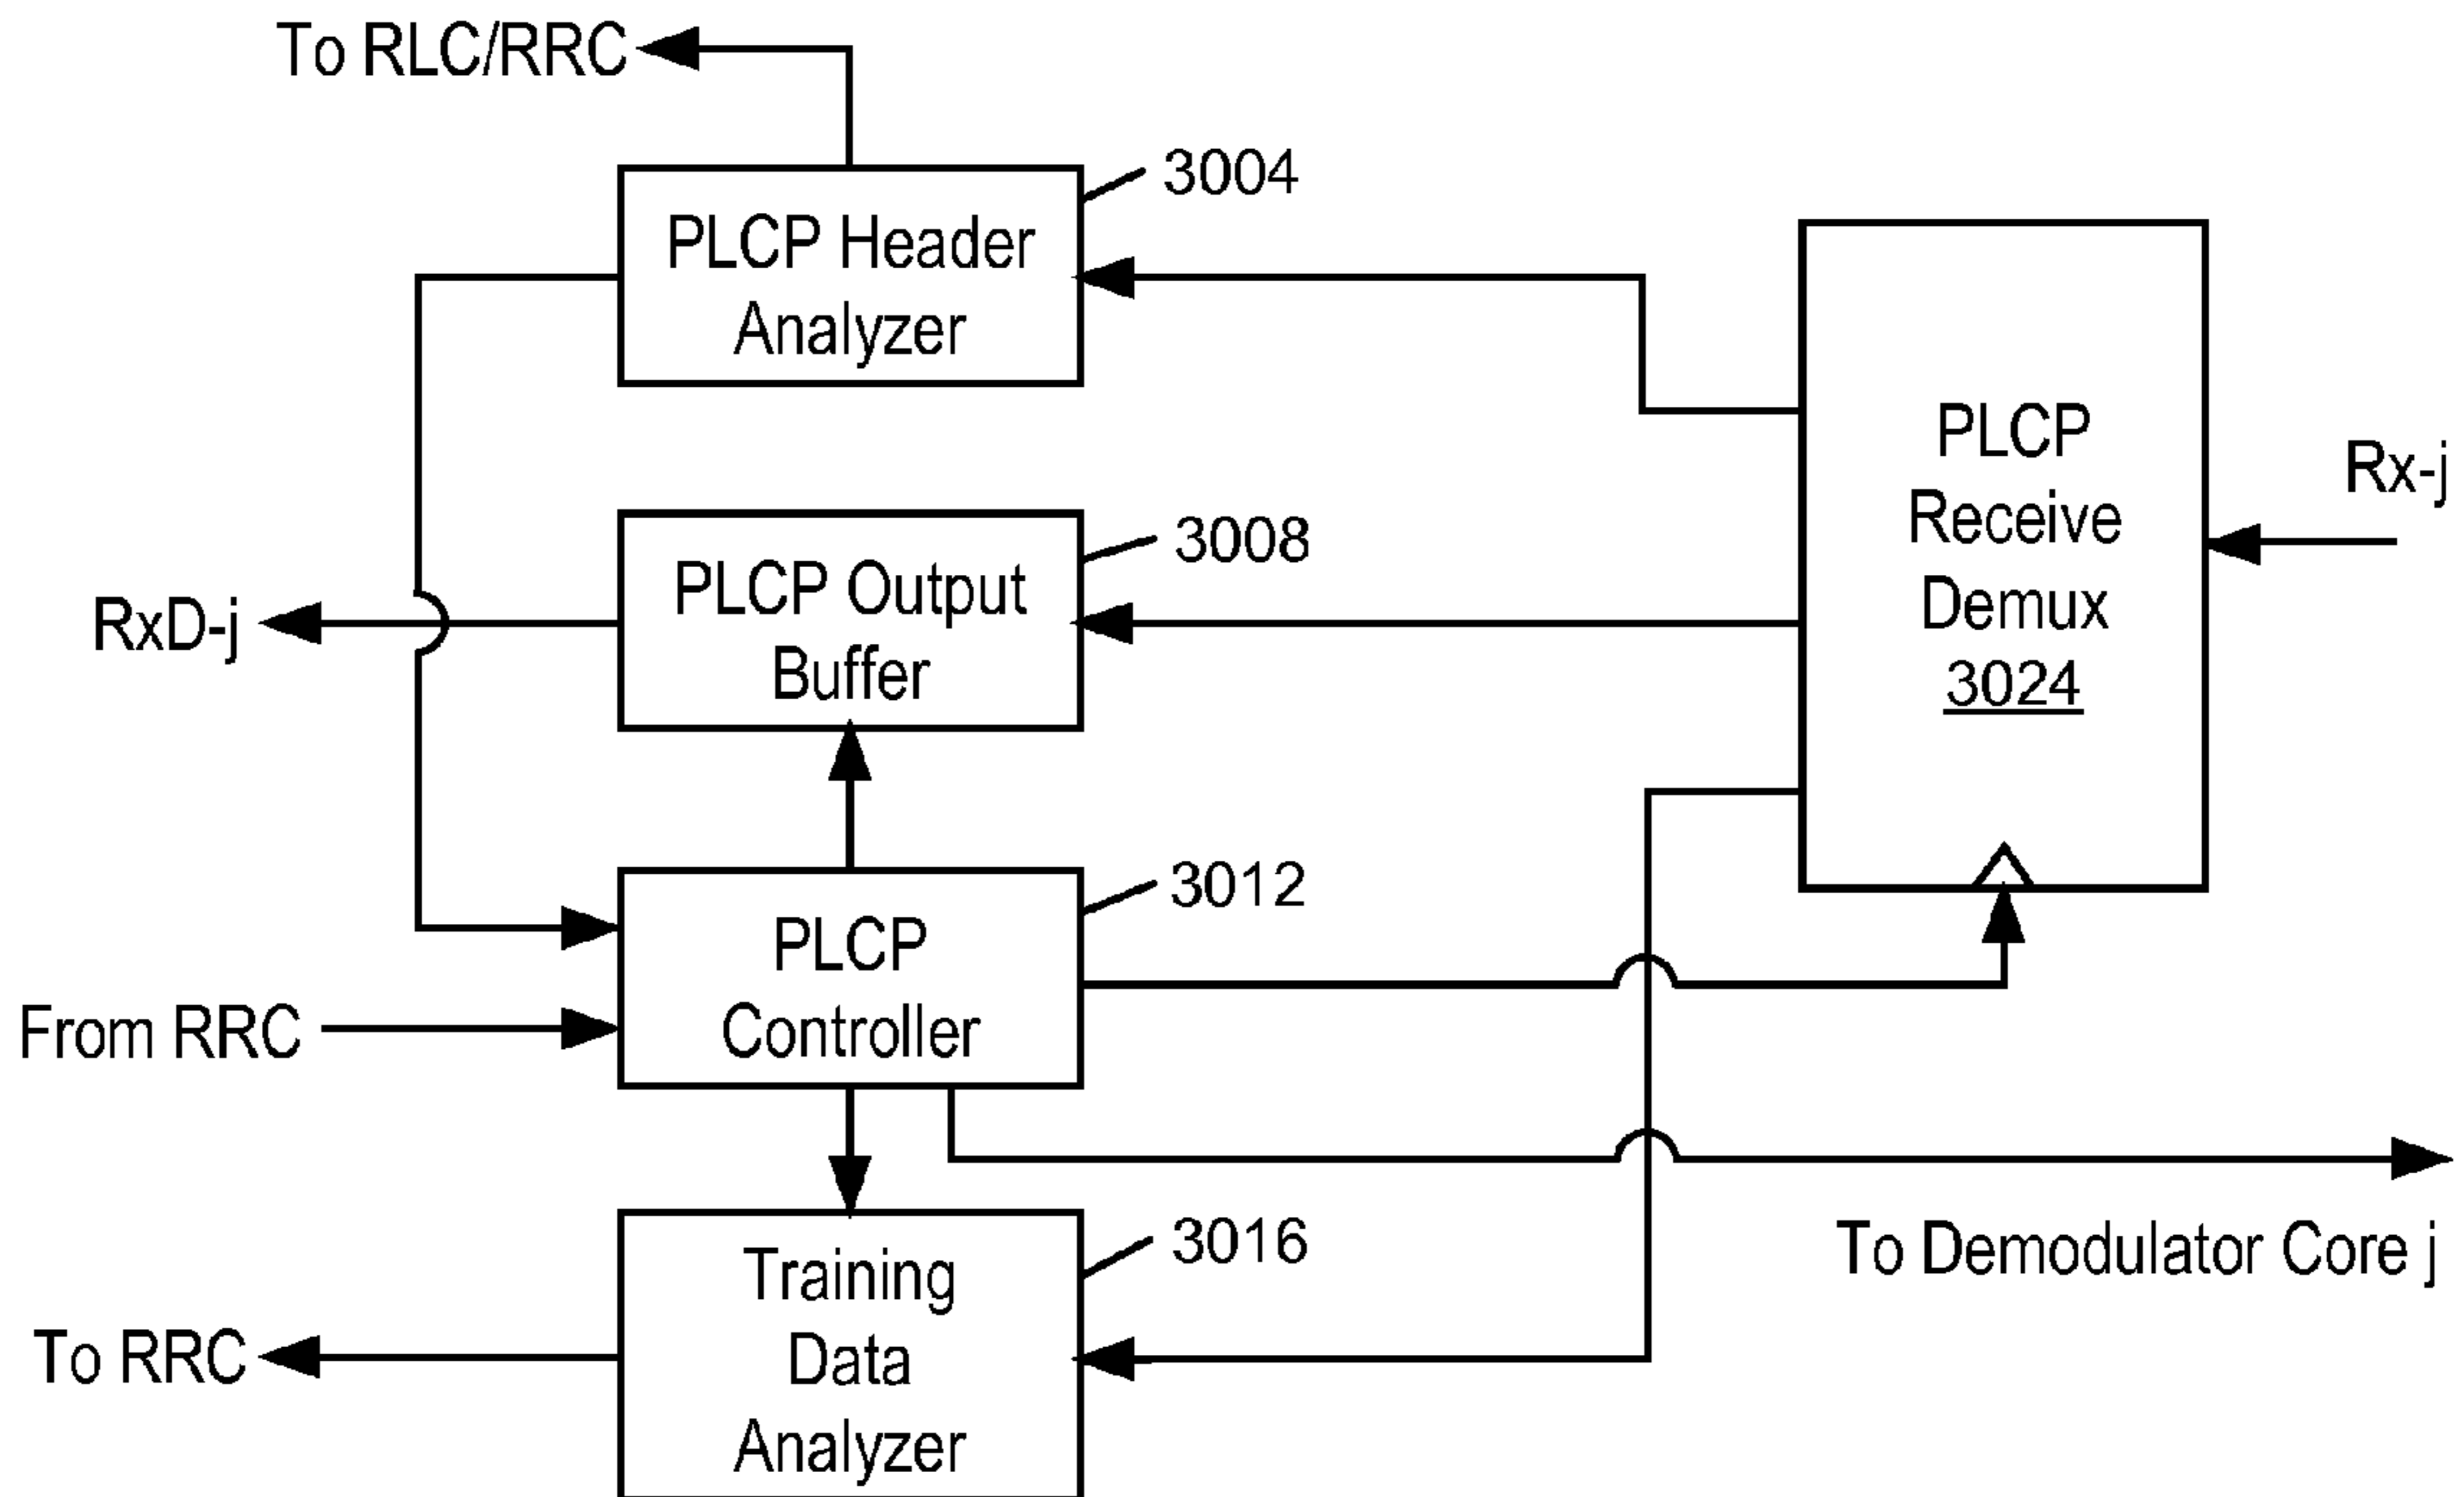 To RLC/RRC
3004
PLCP Header
Analyzer
PLCP
Receive
Demux
3024
Rx-j
3008
PLCP Output
Buffer
RxD-j
3012
PLCP
Controller
From RRC
3016
Training
Data
Analyzer
To Demodulator Core j
To RRC